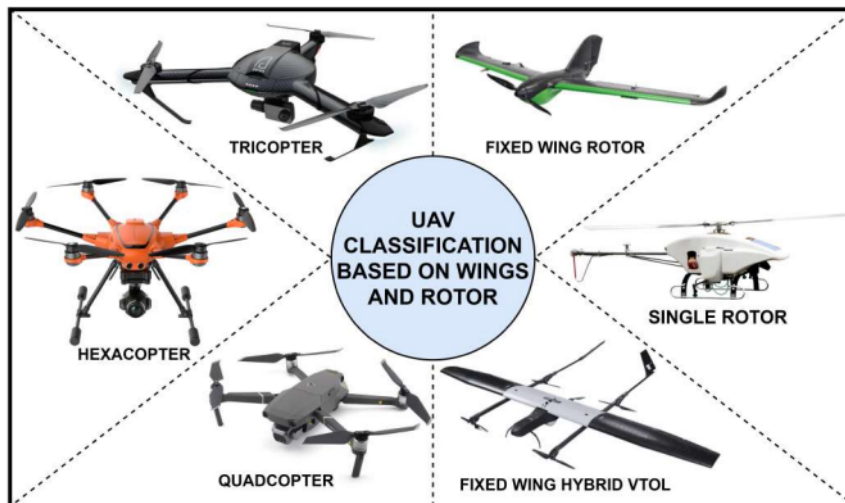 TRICOPTER
FIXED WING ROTOR
UAV
CLASSIFICATION
BASED ON WINGS
AND ROTOR
HEXACOPTER
SINGLE ROTOR
QUADCOPTER
FIXED WING HYBRID VTOL